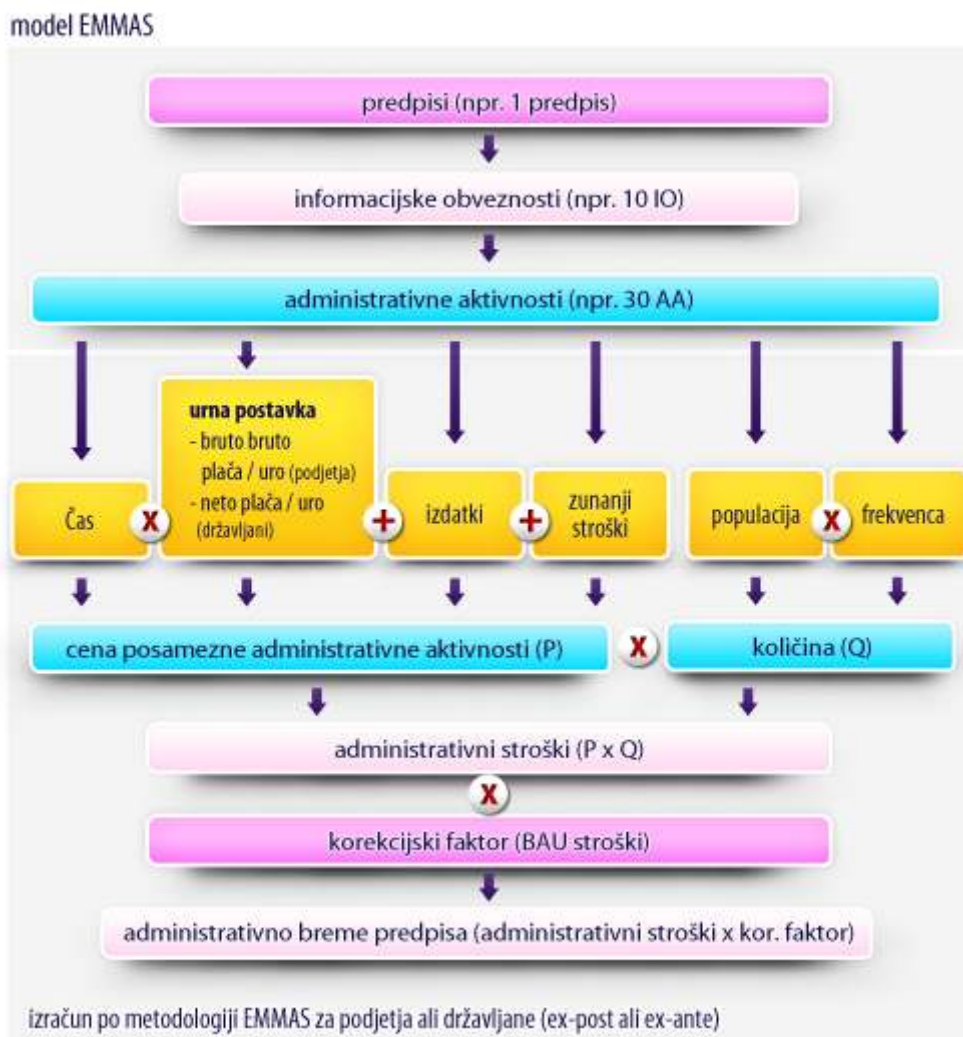 model EMMAS
predpisi (npr. 1 predpis)
informacijske obveznosti (npr. 10 IO)
administrativne aktivnosti (npr. 30 AA)
Čas
X
urna postavka
- bruto bruto
plača / uro (podjetja)
- neto plača / uro
(državljani)
+
izdatki
+
zunanji
stroški
populacija
X
frekvenca
cena posamezne administrativne aktivnosti (P)
X
količina (Q)
administrativni stroški (P x Q)
X
korekcijski faktor (BAU stroški)
administrativno breme predpisa (administrativni stroški x kor. faktor)
izračun po metodologiji EMMAS za podjetja ali državljane (ex-post ali ex-ante)